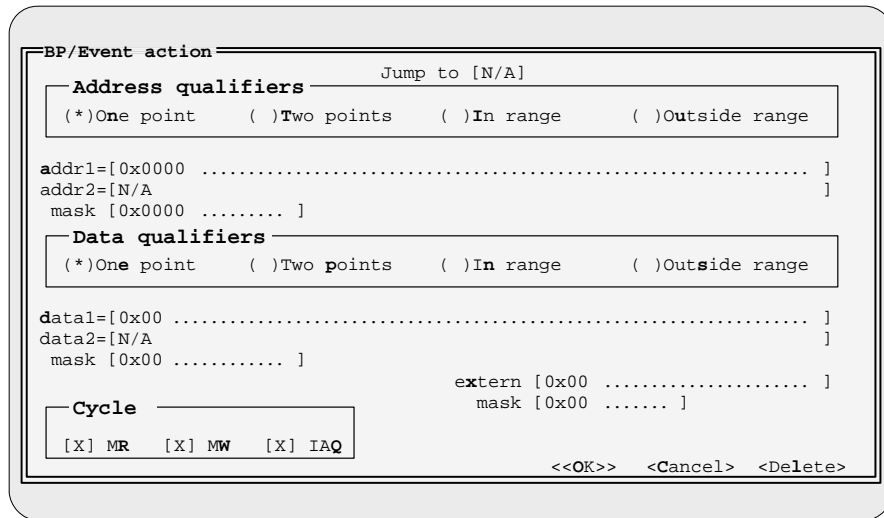 BP/Event action
Jump to [N/A]
Address qualifiers
(*)One point ( )Two points ( )In range ( )Outside range
addr1=[0x0000 ................................................................. ]
addr2=[N/A ]
mask [0x0000 ......... ]
Data qualifiers
(*)One point ( )Two points ( )In range ( )Outside range
data1=[0x00 .................................................................... ]
data2=[N/A ]
mask [0x00 ............ ]
extern [0x00 ...................... ]
Cycle mask [0x00 ....... ]
[X] MR [X] MW [X] IAQ
<<OK>> <Cancel> <Delete>